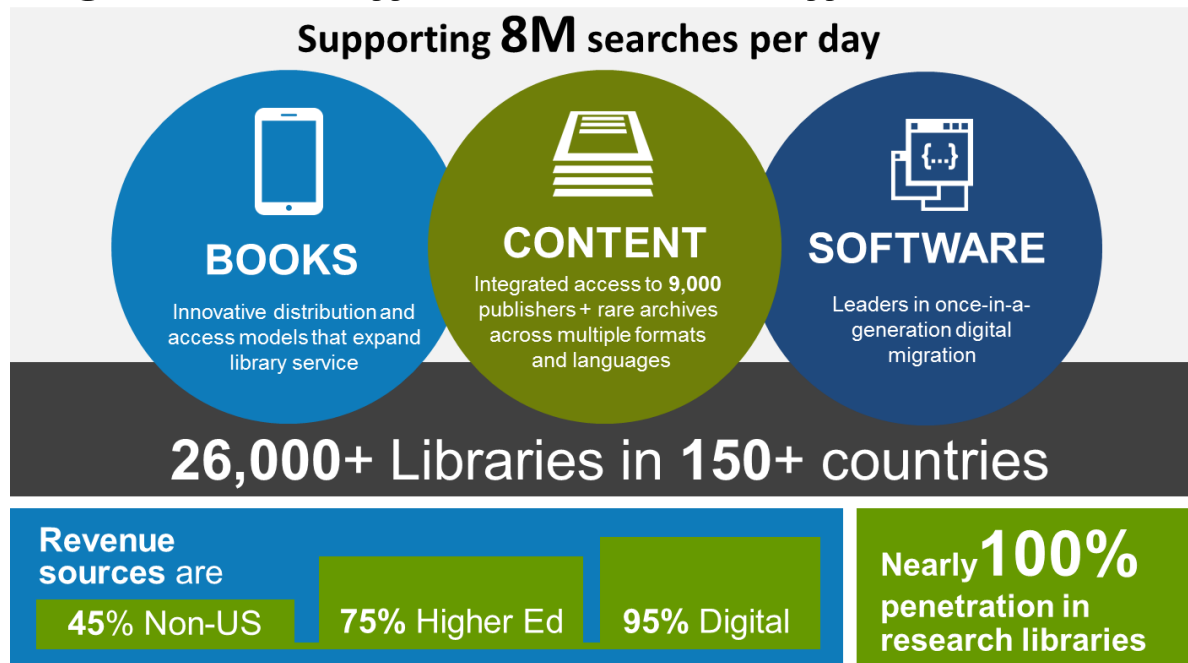 Supporting 8M searches per day
{...}
BOOKS
Innovative distribution and
access models that expand
library service
CONTENT
Integrated access to 9,000
publishers + rare archives
across multiple formats
and languages
SOFTWARE
Leaders in once-in-a-
generation digital
migration
26,000+ Libraries in 150+ countries
Revenue
sources are
45% Non-US
75% Higher Ed
95% Digital
Nearly 100%
penetration in
research libraries